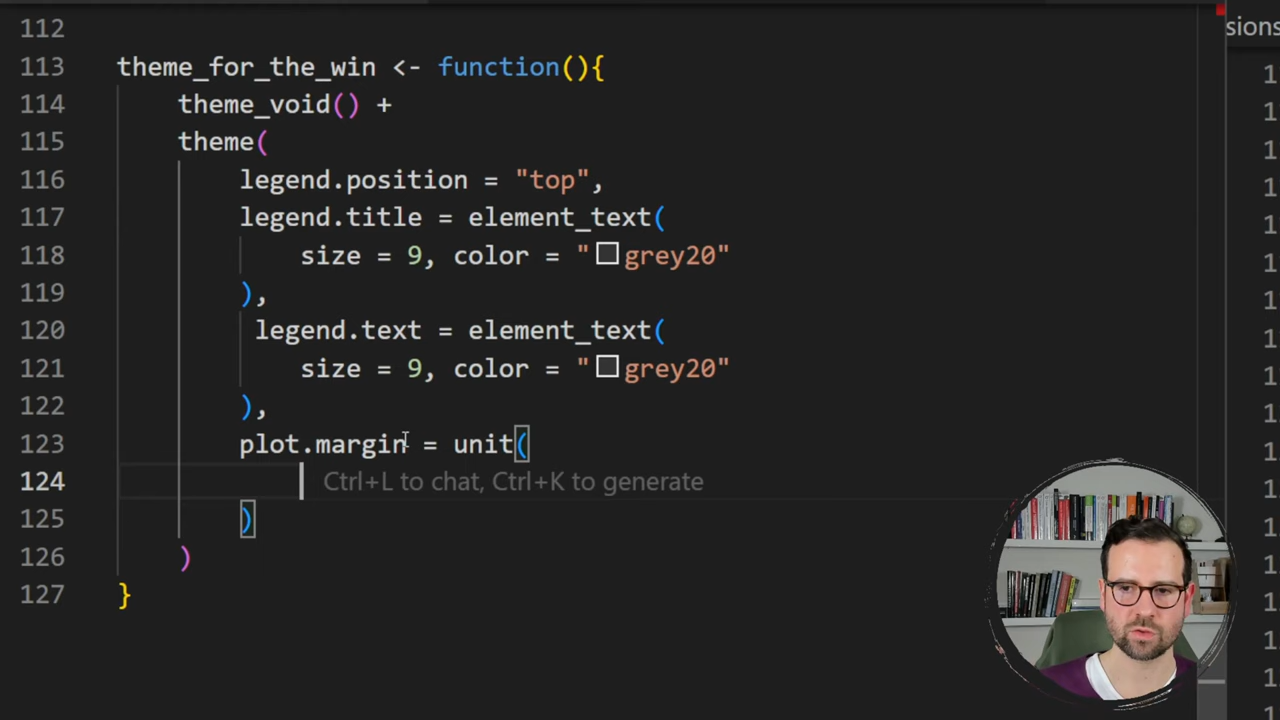 112
113 theme_for_the_win <- function(){
114 theme_void() +
115 theme(
116 legend.position = "top",
117 legend.title = element_text(
118 size = 9, color = "grey20"
119 ),
120 legend.text = element_text(
121 size = 9, color = "grey20"
122 ),
123 plot.margin = unit(
124 Ctrl+L to chat, Ctrl+K to generate
125 )
126 )
127 }
sions